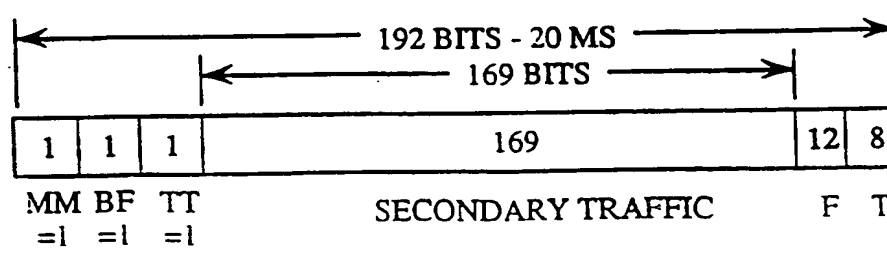 192 BITS - 20 MS
169 BITS
1 1 1 169 12 8
MM BF TT SECONDARY TRAFFIC F T
=1 =1 =1